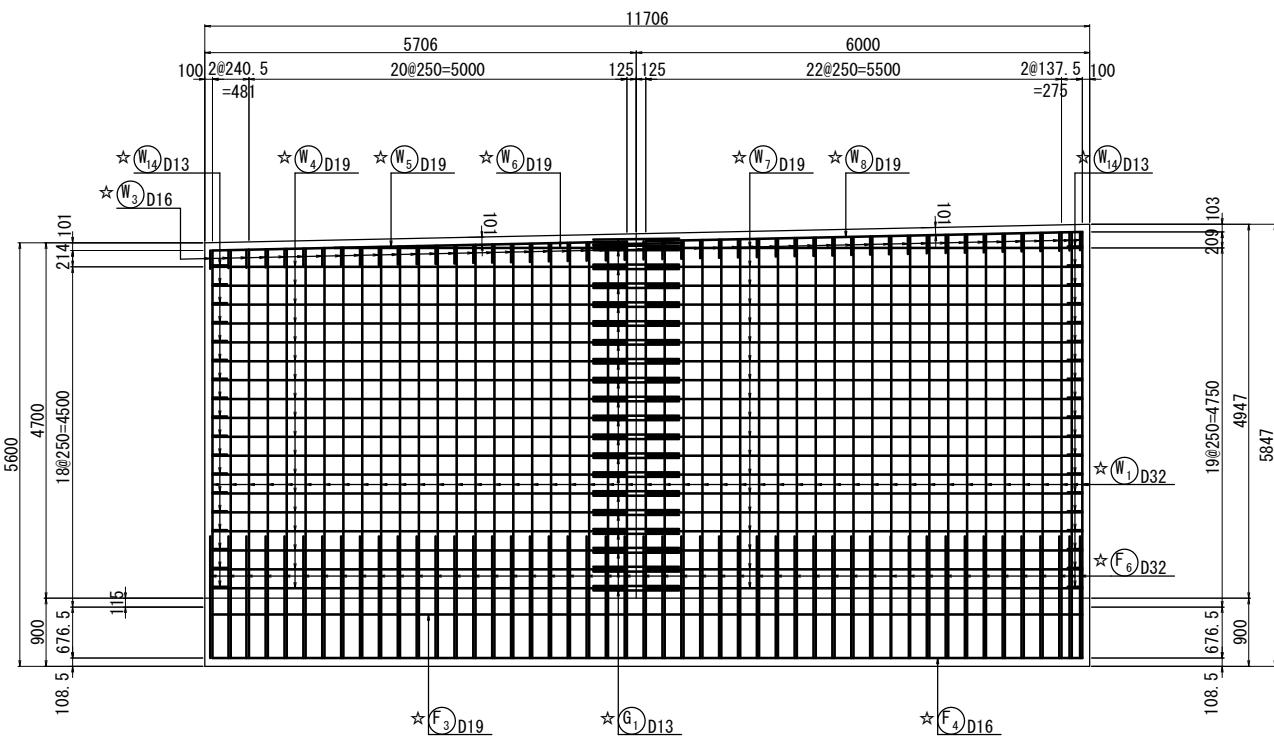 11706
5706
6000
100
2@240.5
=481
20@250=5000
125
125
22@250=5500
2@137.5
=275
100
☆W14 D13
☆W4 D19
☆W5 D19
☆W6 D19
☆W7 D19
☆W8 D19
☆W14 D13
☆W3 D16
101
101
101
103
214
209
5600
4700
18@250=4500
19@250=4750
4947
5847
☆W1 D32
☆F6 D32
115
900
676.5
676.5
900
108.5
108.5
☆F3 D19
☆G1 D13
☆F4 D16